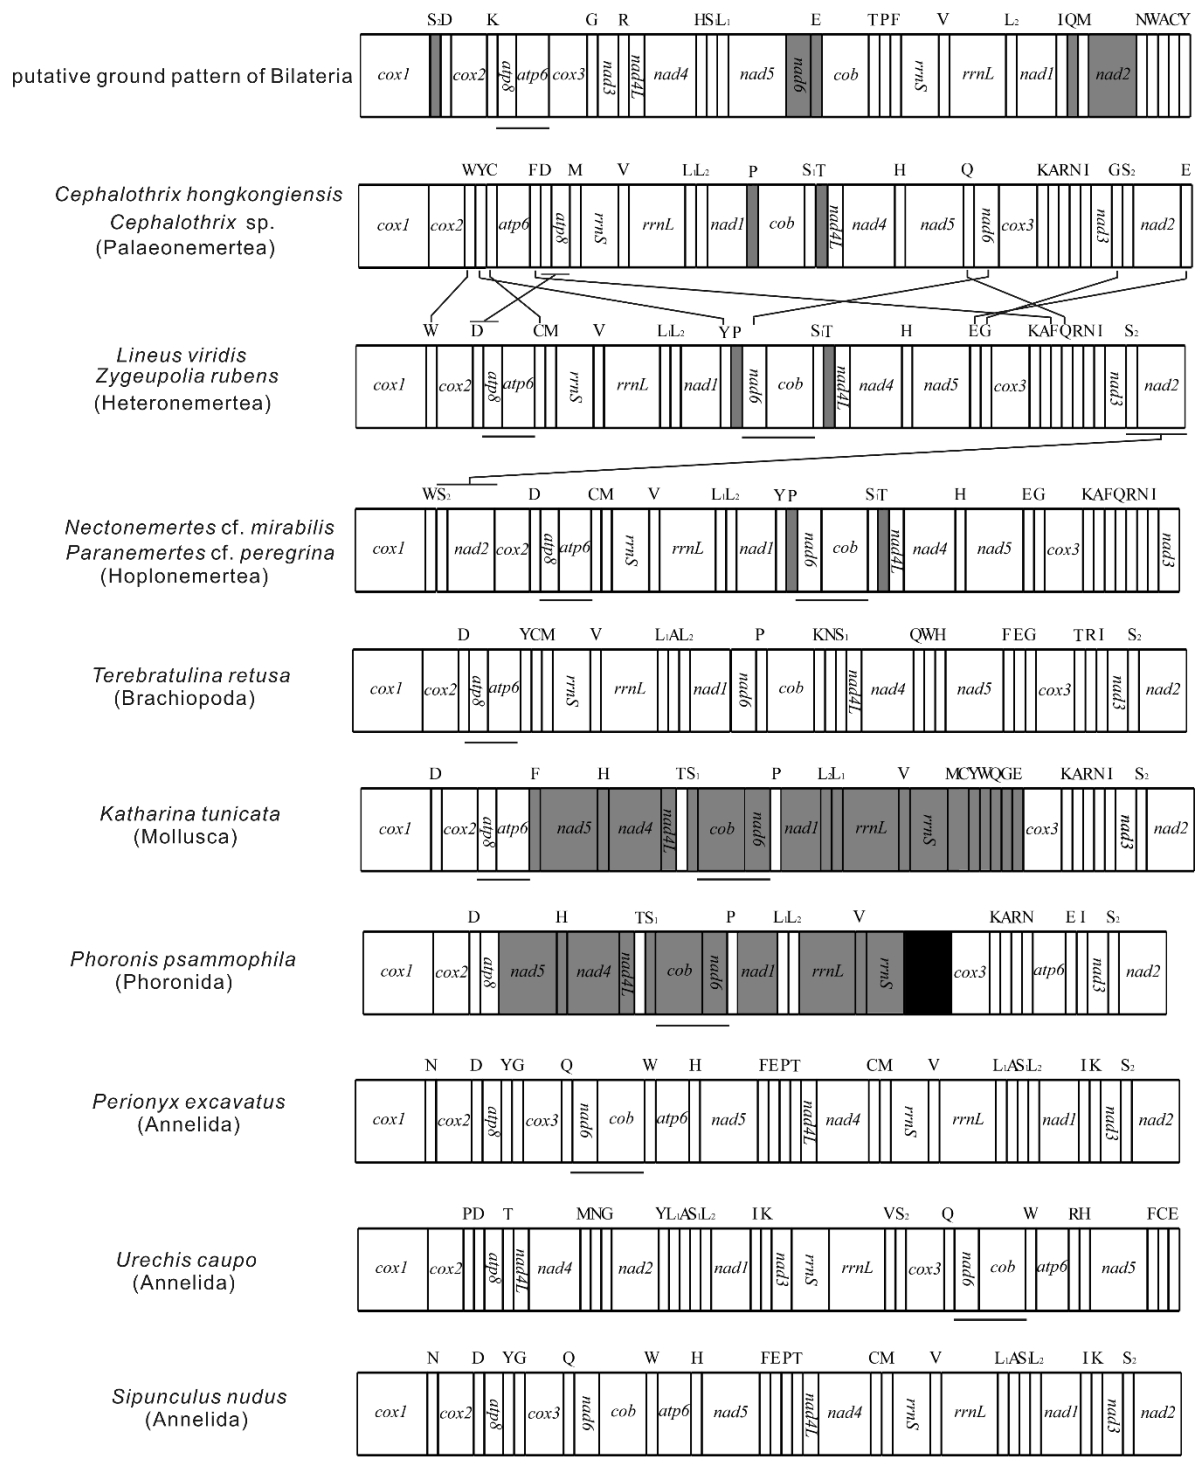 S₂D K G R HS₁L₁ E TPF V L₂ IQM NWACY
putative ground pattern of Bilateria
cox1 cox2 atp8 atp6 cox3 nad3 nad4L nad4 nad5 nad6 cob rrnS rrnL nad1 nad2
WYC FD M V L₁L₂ P S₁T H Q KARNI GS₂ E
Cephalothrix hongkongiensis
Cephalothrix sp.
(Palaeonemertea)
cox1 cox2 atp6 atp8 rrnS rrnL nad1 cob nad4L nad4 nad5 nad6 cox3 nad3 nad2
W D CM V L₁L₂ YP S₁T H EG KAFQRNI S₂
Lineus viridis
Zygeupolia rubens
(Heteronemertea)
cox1 cox2 atp8 atp6 rrnS rrnL nad1 nad6 cob nad4L nad4 nad5 cox3 nad3 nad2
WS₂ D CM V L₁L₂ YP S₁T H EG KAFQRNI
Nectonemertes cf. mirabilis
Paranemertes cf. peregrina
(Hoplonemertea)
cox1 nad2 cox2 atp8 atp6 rrnS rrnL nad1 nad6 cob nad4L nad4 nad5 cox3 nad3
D YCM V L₁AL₂ P KNS₁ QWH FEG TRI S₂
Terebratulina retusa
(Brachiopoda)
cox1 cox2 atp8 atp6 rrnS rrnL nad1 nad6 cob nad4L nad4 nad5 cox3 nad3 nad2
D F H TS₁ P L₂L₁ V MCYWQGE KARNI S₂
Katharina tunicata
(Mollusca)
cox1 cox2 atp8 atp6 nad5 nad4 nad4L cob nad6 nad1 rrnL rrnS cox3 nad3 nad2
D H TS₁ P L₁L₂ V KARN EI S₂
Phoronis psammophila
(Phoronida)
cox1 cox2 atp8 nad5 nad4 nad4L cob nad6 nad1 rrnL rrnS cox3 atp6 nad3 nad2
N D YG Q W H FEPT CM V L₁AS₁L₂ IK S₂
Perionyx excavatus
(Annelida)
cox1 cox2 atp8 cox3 nad6 cob atp6 nad5 nad4L nad4 rrnS rrnL nad1 nad3 nad2
PD T MNG YL₁AS₁L₂ IK VS₂ Q W RH FCE
Urechis caupo
(Annelida)
cox1 cox2 atp8 nad4L nad4 nad2 nad1 nad3 rrnS rrnL cox3 nad6 cob atp6 nad5
N D YG Q W H FEPT CM V L₁AS₁L₂ IK S₂
Sipunculus nudus
(Annelida)
cox1 cox2 atp8 cox3 nad6 cob atp6 nad5 nad4L nad4 rrnS rrnL nad1 nad3 nad2